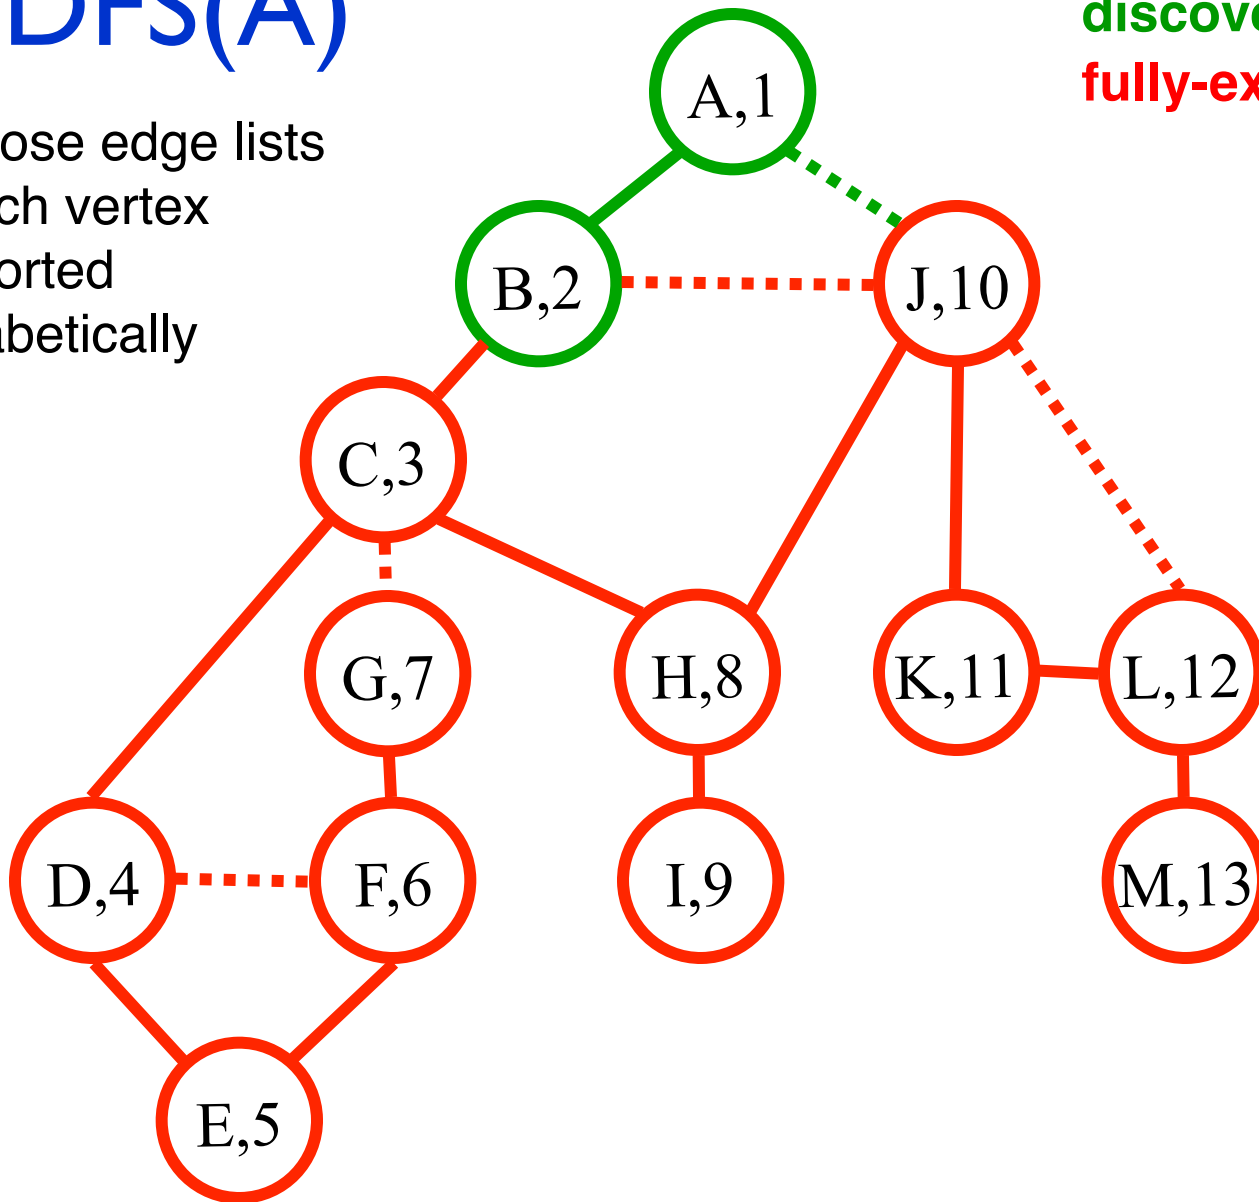 DFS(A)
discove
fully-ex
ose edge lists
ch vertex
orted
abetically
A,1
B,2
J,10
C,3
G,7
H,8
K,11
L,12
D,4
F,6
I,9
M,13
E,5